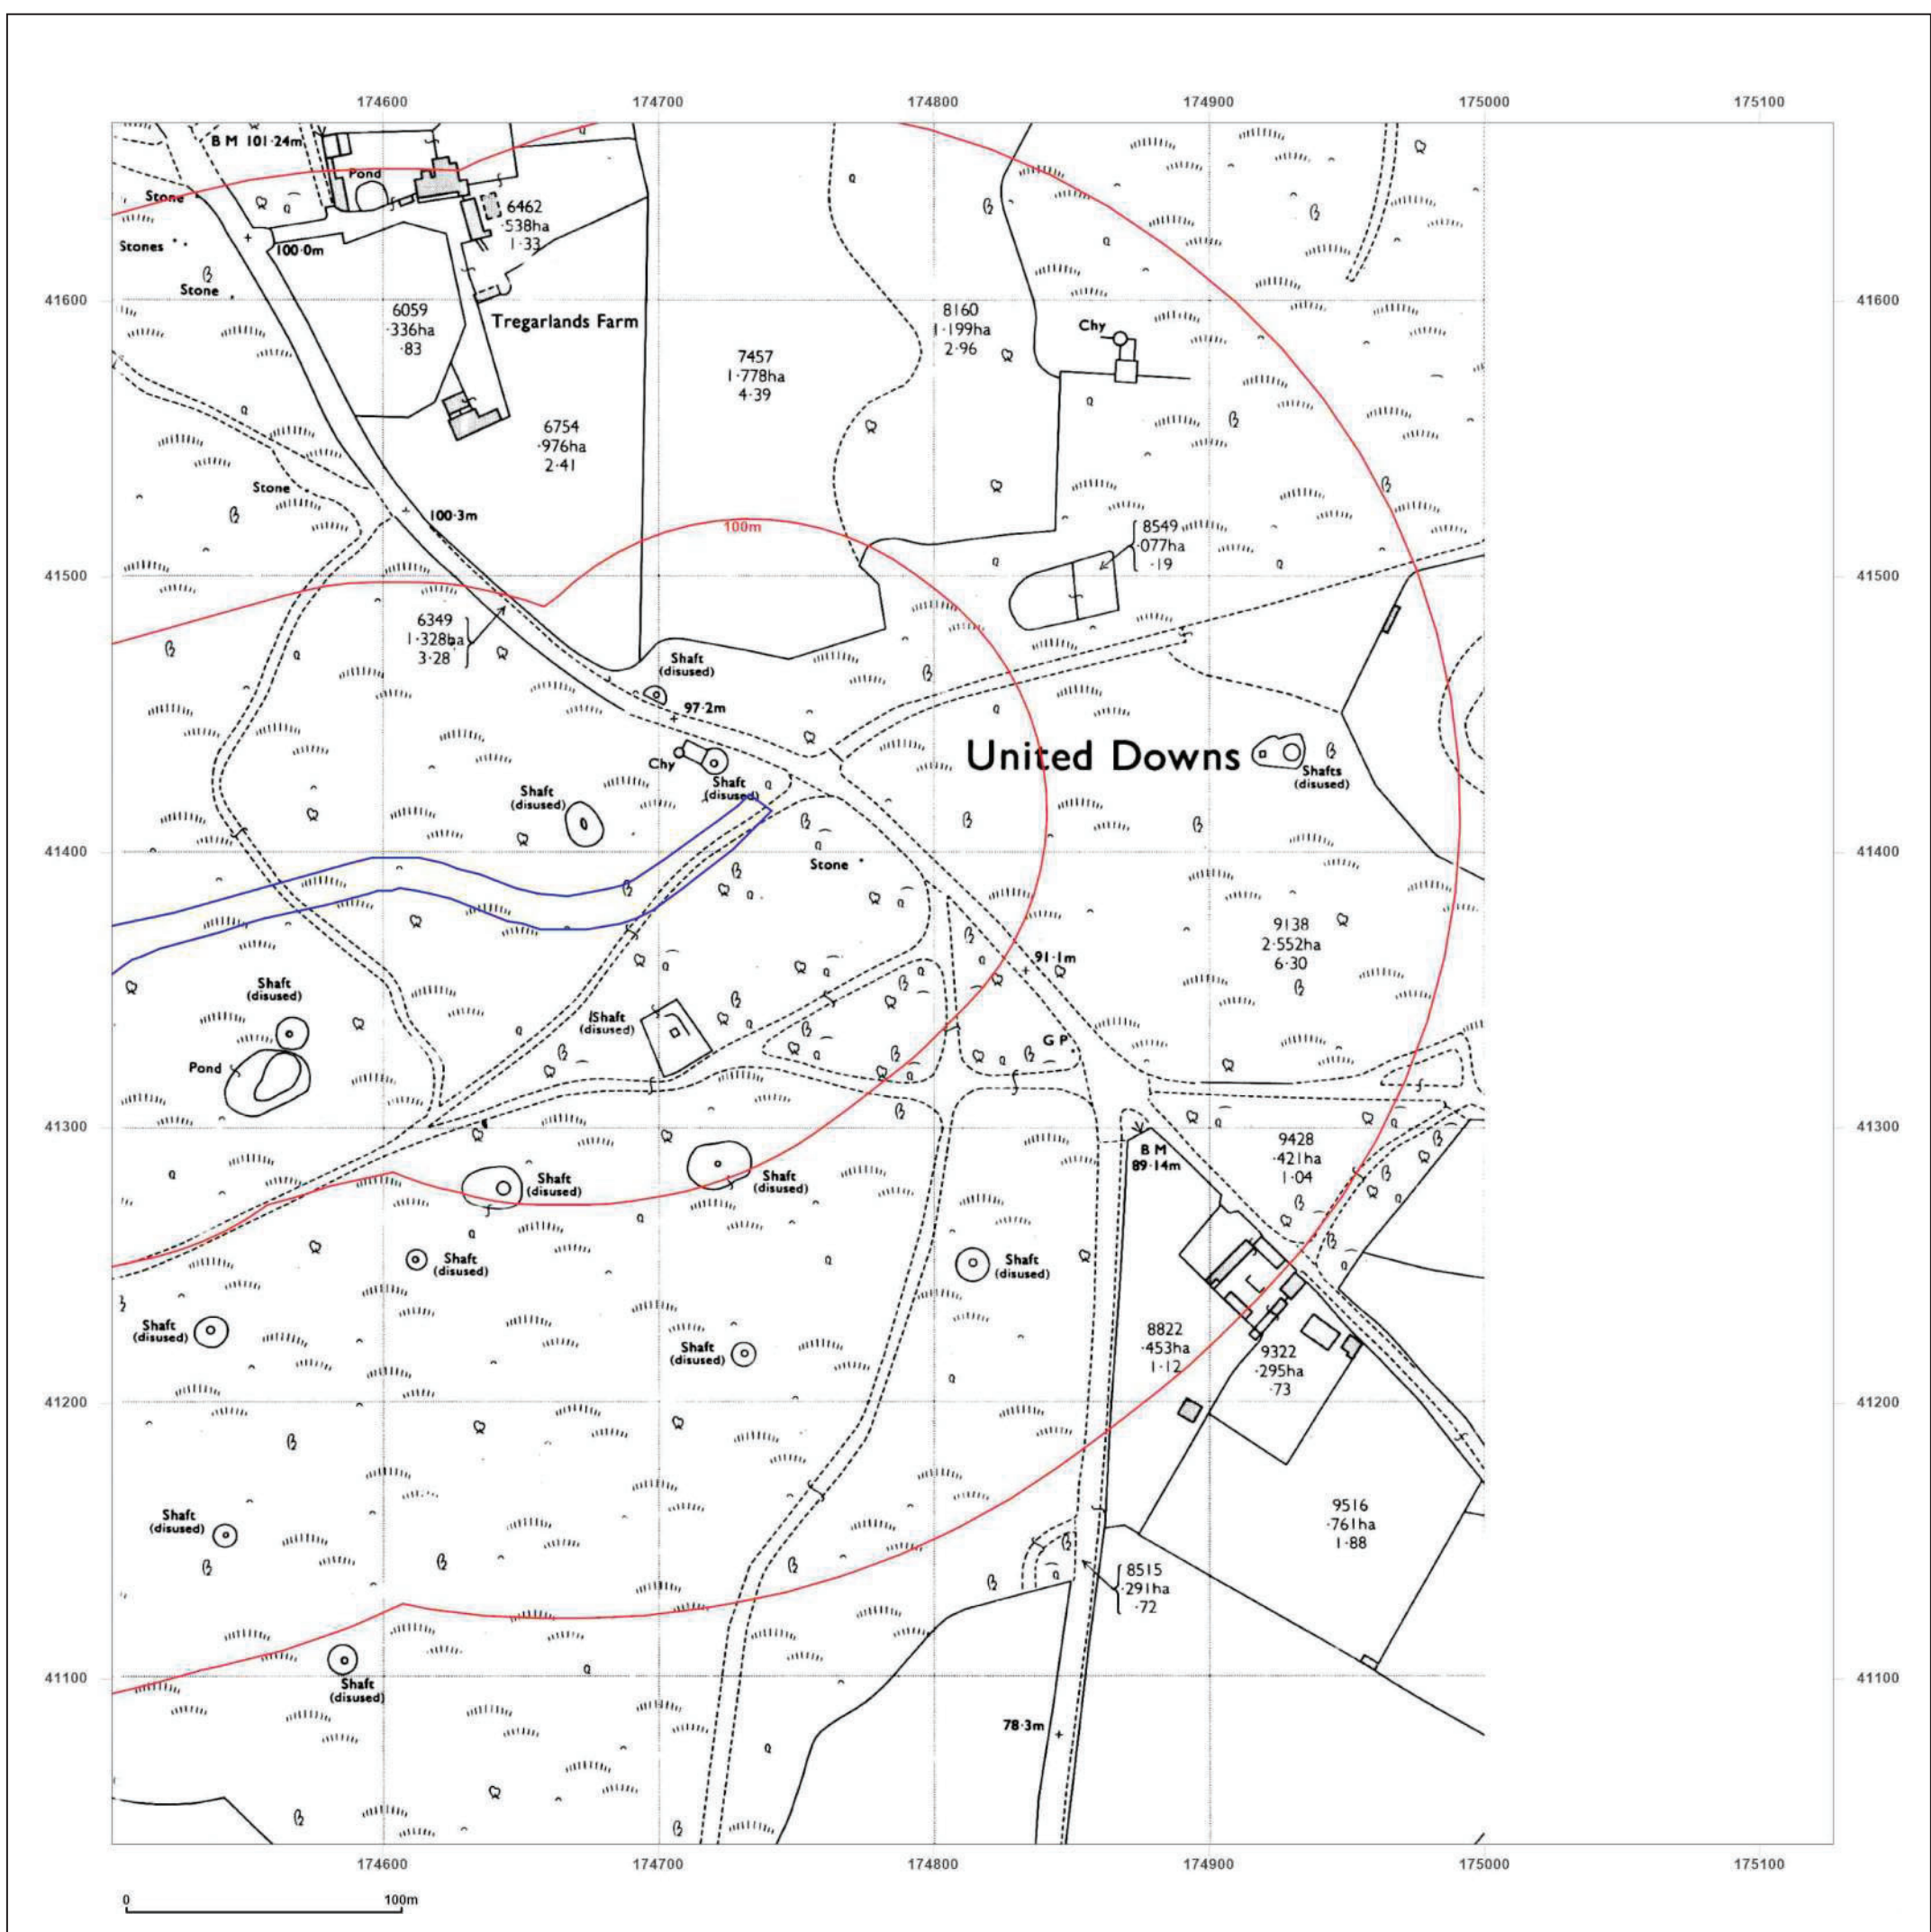 174600 174700 174800 174900 175000 175100
B M 101·24m
Pond
Stone
6462
·538ha
1·33
Stones
100·0m
Stone
41600 41600
6059
·336ha
·83
Tregarlands Farm
8160
1·199ha
2·96
Chy
7457
1·778ha
4·39
6754
·976ha
2·41
Stone
100·3m
100m
8549
·077ha
·19
41500 41500
6349
1·328ha
3·28
Shaft
(disused)
97·2m
Chy
Shaft
(disused)
United Downs
Shafts
(disused)
Shaft
(disused)
41400 41400
Stone
9138
2·552ha
6·30
91·1m
Shaft
(disused)
Shaft
(disused)
G P
Pond
41300 41300
9428
·421ha
1·04
B M
89·14m
Shaft
(disused)
Shaft
(disused)
Shaft
(disused)
Shaft
(disused)
Shaft
(disused)
Shaft
(disused)
8822
·453ha
1·12
9322
·295ha
·73
41200 41200
Shaft
(disused)
9516
·761ha
1·88
8515
·291ha
·72
41100 41100
Shaft
(disused)
78·3m
174600 174700 174800 174900 175000 175100
0 100m